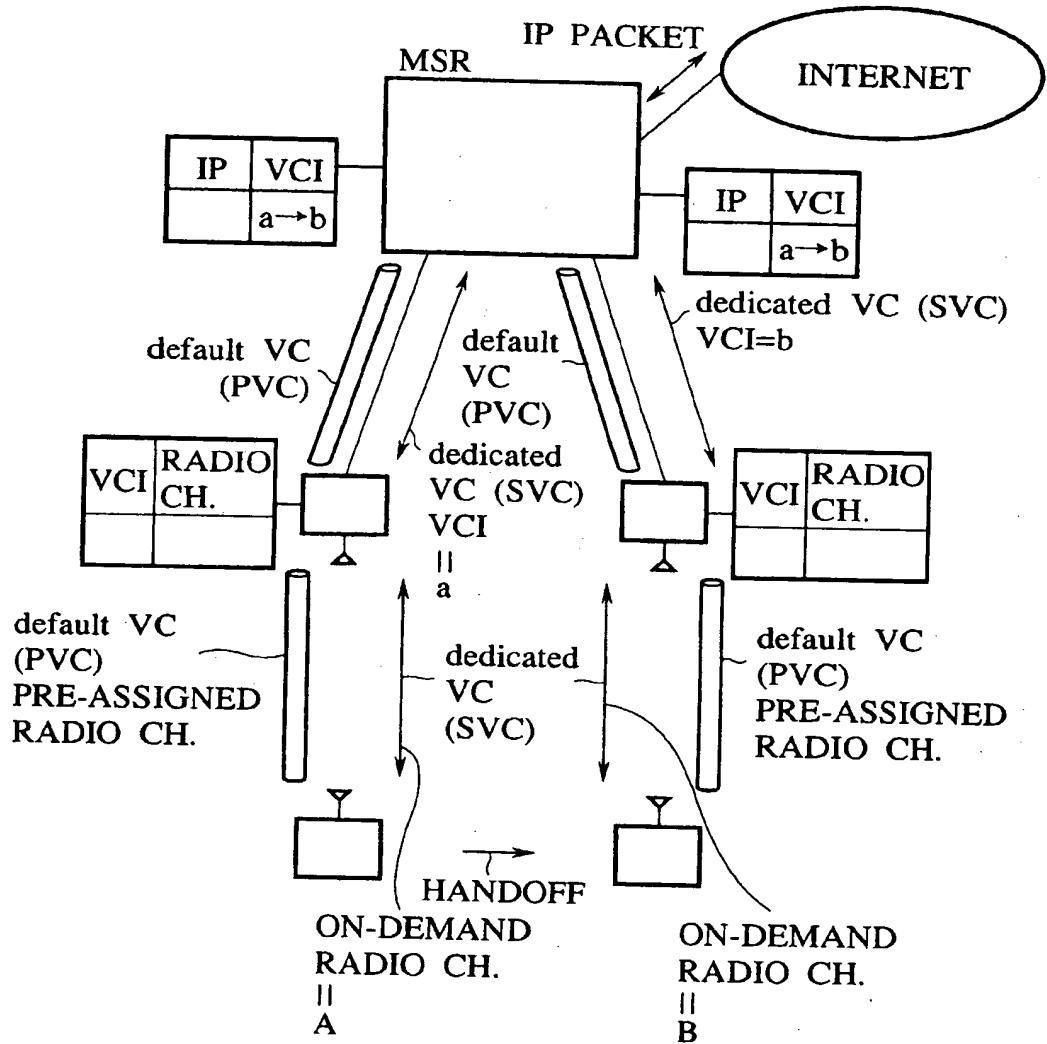 IP PACKET
MSR
INTERNET
IP VCI
a→b
IP VCI
a→b
dedicated VC (SVC)
VCI=b
default VC
(PVC)
default
VC
(PVC)
dedicated
VC (SVC)
VCI
=
a
VCI RADIO
CH.
VCI RADIO
CH.
default VC
(PVC)
PRE-ASSIGNED
RADIO CH.
dedicated
VC
(SVC)
default VC
(PVC)
PRE-ASSIGNED
RADIO CH.
HANDOFF
ON-DEMAND
RADIO CH.
=
A
ON-DEMAND
RADIO CH.
=
B